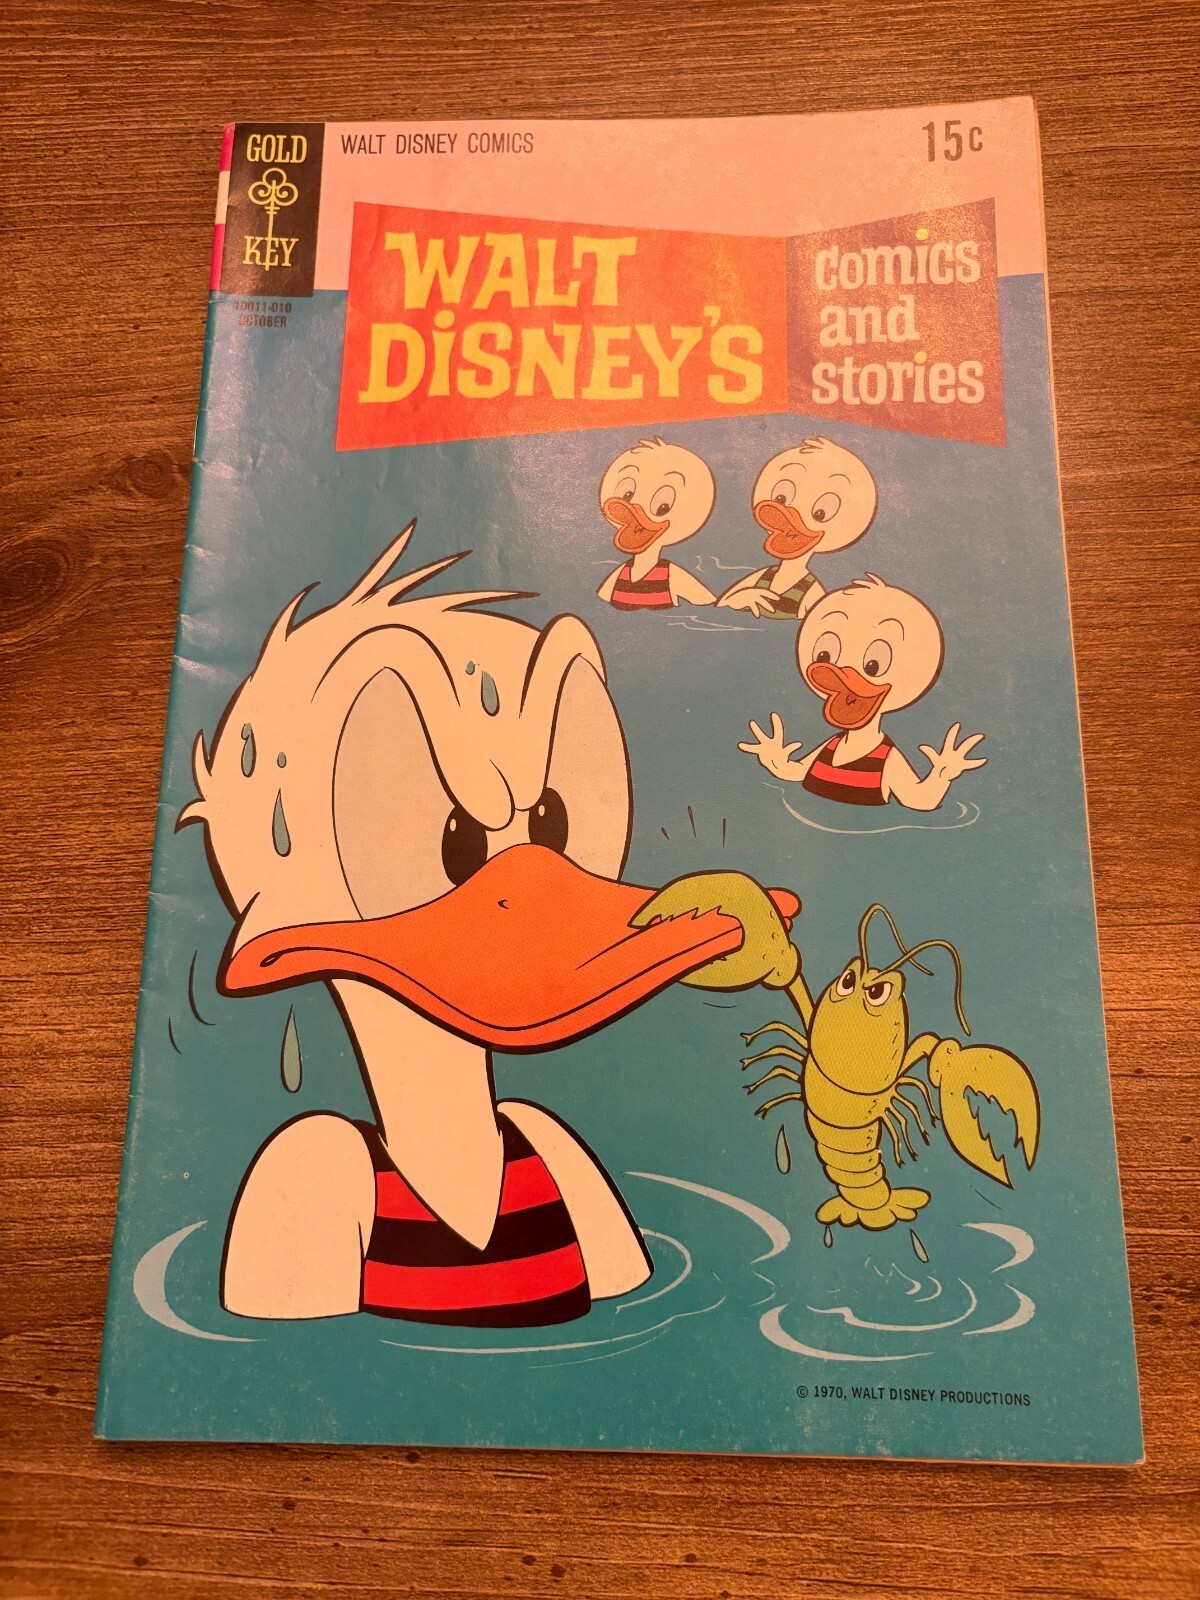 GOLD
KEY
WALT DISNEY COMICS
15c
10011-010
OCTOBER
WALT
DiSNEY'S
comics
and
stories
© 1970, WALT DISNEY PRODUCTIONS